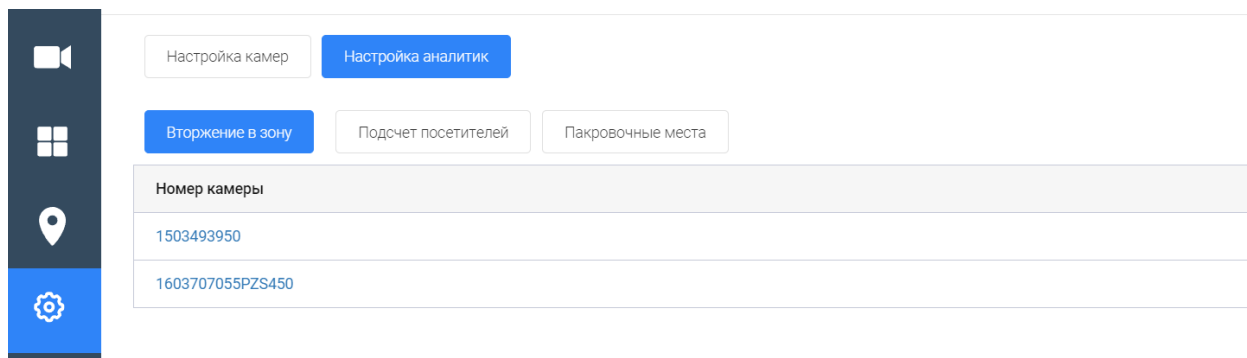 Настройка камер Настройка аналитик
Вторжение в зону Подсчет посетителей Пакровочные места
Номер камеры
1503493950
1603707055PZS450